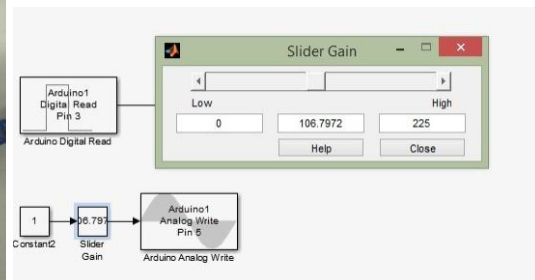 Slider Gain
Low
High
0
106.7972
225
Help
Close
Arduino1
Digital Read
Pin 3
Arduino Digital Read
1
Constant2
06.797
Slider
Gain
Arduino1
Analog Write
Pin 5
Arduino Analog Write